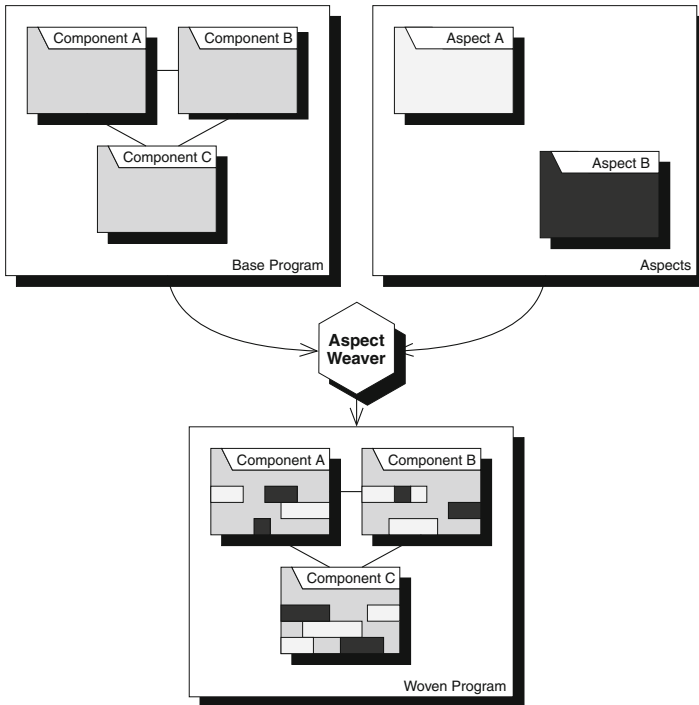 Component A
Component B
Component C
Base Program
Aspect A
Aspect B
Aspects
Aspect
Weaver
Component A
Component B
Component C
Woven Program